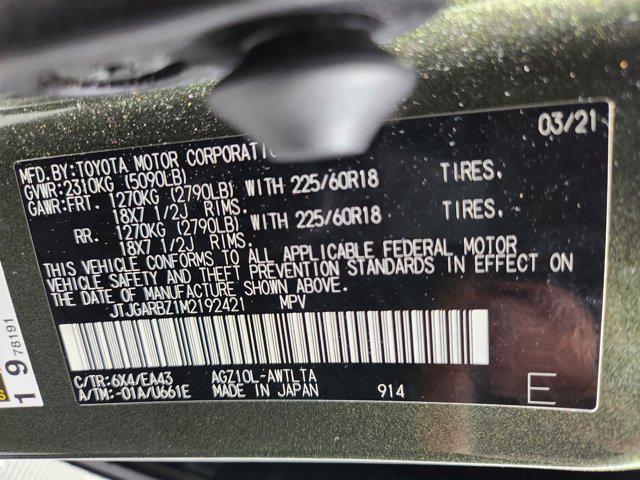 03/21
MFD.BY:TOYOTA MOTOR CORPORATIO
GVWR:2310KG (5090LB)
GAWR:FRT. 1270KG (2790LB) WITH 225/60R18 TIRES.
18X7 1/2J RIMS.
RR. 1270KG (2790LB) WITH 225/60R18 TIRES.
18X7 1/2J RIMS.
THIS VEHICLE CONFORMS TO ALL APPLICABLE FEDERAL MOTOR
VEHICLE SAFETY AND THEFT PREVENTION STANDARDS IN EFFECT ON
THE DATE OF MANUFACTURE SHOWN ABOVE.
JTJGARBZ1M2192421 MPV
C/TR:6X4/EA43 AGZ10L-AWTLTA
A/TM:-01A/U661E MADE IN JAPAN 914 E
19 78191